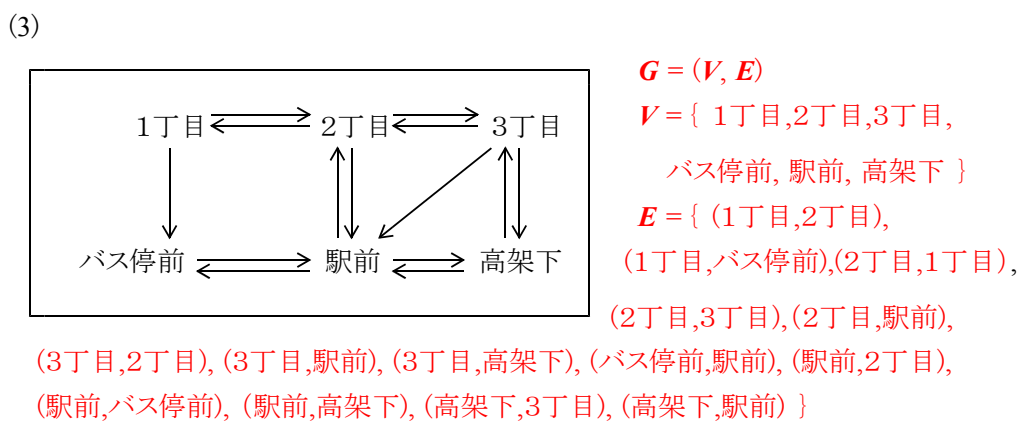 (3)
1丁目 2丁目 3丁目
バス停前 駅前 高架下
G = (V, E)
V = { 1丁目,2丁目,3丁目,
バス停前, 駅前, 高架下 }
E = { (1丁目,2丁目),
(1丁目,バス停前),(2丁目,1丁目),
(2丁目,3丁目),(2丁目,駅前),
(3丁目,2丁目), (3丁目,駅前), (3丁目,高架下), (バス停前,駅前), (駅前,2丁目),
(駅前,バス停前), (駅前,高架下), (高架下,3丁目), (高架下,駅前) }